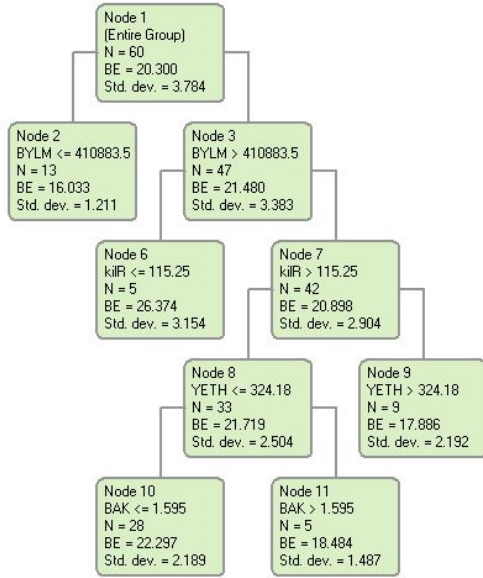 Node 1
(Entire Group)
N = 60
BE = 20.300
Std. dev. = 3.784
Node 2
BYLM <= 410883.5
N = 13
BE = 16.033
Std. dev. = 1.211
Node 3
BYLM > 410883.5
N = 47
BE = 21.480
Std. dev. = 3.383
Node 6
kilR <= 115.25
N = 5
BE = 26.374
Std. dev. = 3.154
Node 7
kilR > 115.25
N = 42
BE = 20.898
Std. dev. = 2.904
Node 8
YETH <= 324.18
N = 33
BE = 21.719
Std. dev. = 2.504
Node 9
YETH > 324.18
N = 9
BE = 17.886
Std. dev. = 2.192
Node 10
BAK <= 1.595
N = 28
BE = 22.297
Std. dev. = 2.189
Node 11
BAK > 1.595
N = 5
BE = 18.484
Std. dev. = 1.487